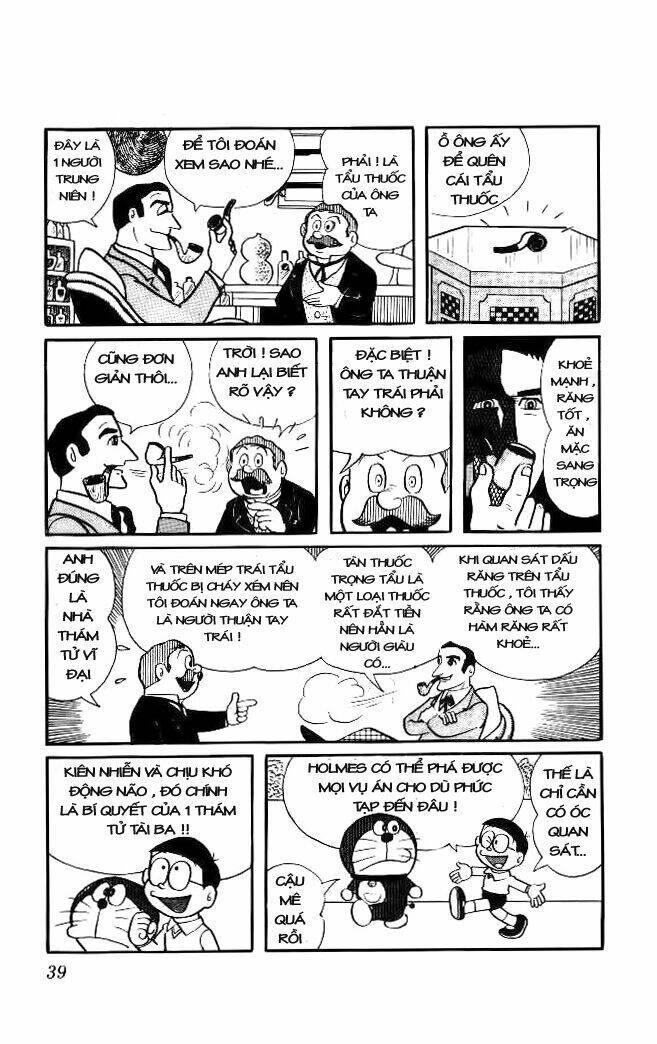 Ồ ÔNG ẤY
ĐỂ QUÊN
CÁI TẨU
THUỐC
PHẢI ! LÀ
TẨU THUỐC
CỦA ÔNG
TA
ĐỂ TÔI ĐOÁN
XEM SAO NHÉ...
ĐÂY LÀ
1 NGƯỜI
TRUNG
NIÊN !
KHOẺ
MẠNH ,
RĂNG
TỐT ,
ĂN
MẶC
SANG
TRỌNG
ĐẶC BIỆT !
ÔNG TA THUẬN
TAY TRÁI PHẢI
KHÔNG ?
TRỜI ! SAO
ANH LẠI BIẾT
RÕ VẬY ?
CŨNG ĐƠN
GIẢN THÔI...
KHI QUAN SÁT DẤU
RĂNG TRÊN TẨU
THUỐC , TÔI THẤY
RẰNG ÔNG TA CÓ
HÀM RĂNG RẤT
KHOẺ...
TÀN THUỐC
TRONG TẨU LÀ
MỘT LOẠI THUỐC
RẤT ĐẮT TIỀN
NÊN HẲN LÀ
NGƯỜI GIÀU
CÓ...
VÀ TRÊN MÉP TRÁI TẨU
THUỐC BỊ CHÁY XÉM NÊN
TÔI ĐOÁN NGAY ÔNG TA
LÀ NGƯỜI THUẬN TAY
TRÁI !
ANH
ĐÚNG
LÀ
NHÀ
THÁM
TỬ VĨ
ĐẠI
THẾ LÀ
CHỈ CẦN
CÓ ÓC
QUAN
SÁT...
HOLMES CÓ THỂ PHÁ ĐƯỢC
MỌI VỤ ÁN CHO DÙ PHỨC
TẠP ĐẾN ĐÂU !
CẬU
MÊ
QUÁ
RỒI
KIÊN NHIỄN VÀ CHỊU KHÓ
ĐỘNG NÃO , ĐÓ CHÍNH
LÀ BÍ QUYẾT CỦA 1 THÁM
TỬ TÀI BA !!
39